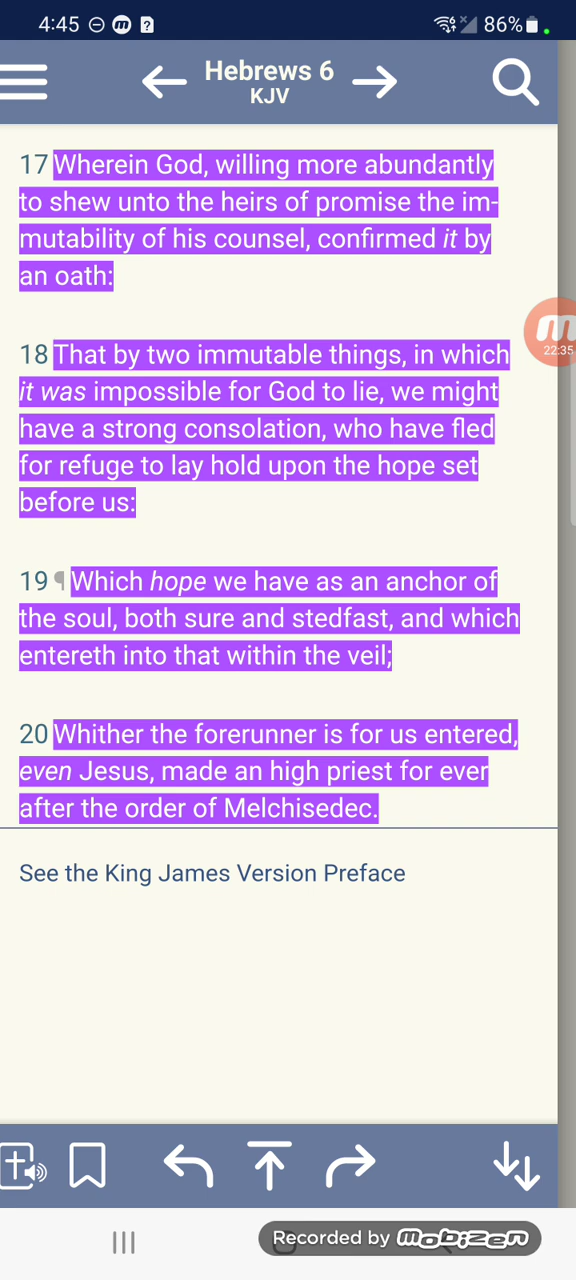 4:45 m ? 86%
Hebrews 6
KJV
17 Wherein God, willing more abundantly
to shew unto the heirs of promise the im-
mutability of his counsel, confirmed it by
an oath:
m
22:35
18 That by two immutable things, in which
it was impossible for God to lie, we might
have a strong consolation, who have fled
for refuge to lay hold upon the hope set
before us:
19 ¶ Which hope we have as an anchor of
the soul, both sure and stedfast, and which
entereth into that within the veil;
20 Whither the forerunner is for us entered,
even Jesus, made an high priest for ever
after the order of Melchisedec.
See the King James Version Preface
Recorded by mobizen